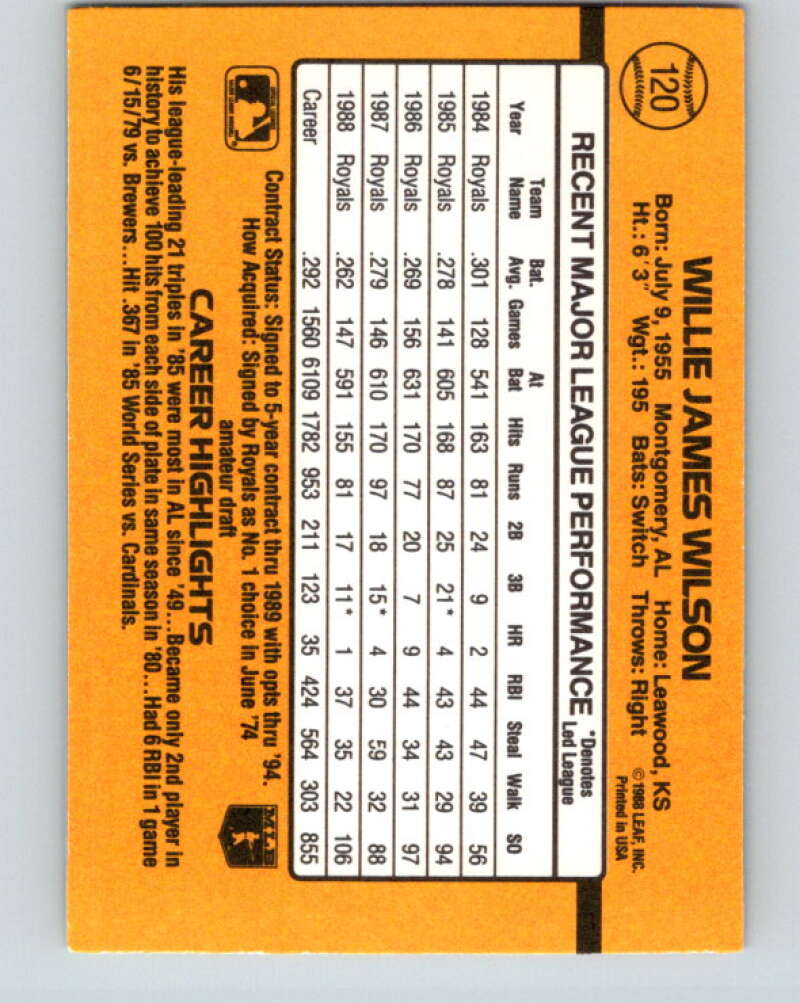 120
WILLIE JAMES WILSON
Born: July 9, 1955 Montgomery, AL Home: Leawood, KS
Ht.: 6'3" Wgt.: 195 Bats: Switch Throws: Right
©1988 LEAF, INC.
Printed in USA
RECENT MAJOR LEAGUE PERFORMANCE *Denotes Led League
Year Team Name Bat. Avg. Games At Bat Hits Runs 2B 3B HR RBI Steal Walk SO
1984 Royals .301 128 541 163 81 24 9 2 44 47 39 56
1985 Royals .278 141 605 168 87 25 21* 4 43 43 29 94
1986 Royals .269 156 631 170 77 20 7 9 44 34 31 97
1987 Royals .279 146 610 170 97 18 15* 4 30 59 32 88
1988 Royals .262 147 591 155 81 17 11* 1 37 35 22 106
Career .292 1560 6109 1782 953 211 123 35 424 564 303 855
Contract Status: Signed to 5-year contract thru 1989 with opts thru '94.
How Acquired: Signed by Royals as No. 1 choice in June '74
amateur draft
MLB
CAREER HIGHLIGHTS
His league-leading 21 triples in '85 were most in AL since '49...Became only 2nd player in
history to achieve 100 hits from each side of plate in same season in '80...Had 6 RBI in 1 game
6/15/79 vs. Brewers...Hit .367 in '85 World Series vs. Cardinals.